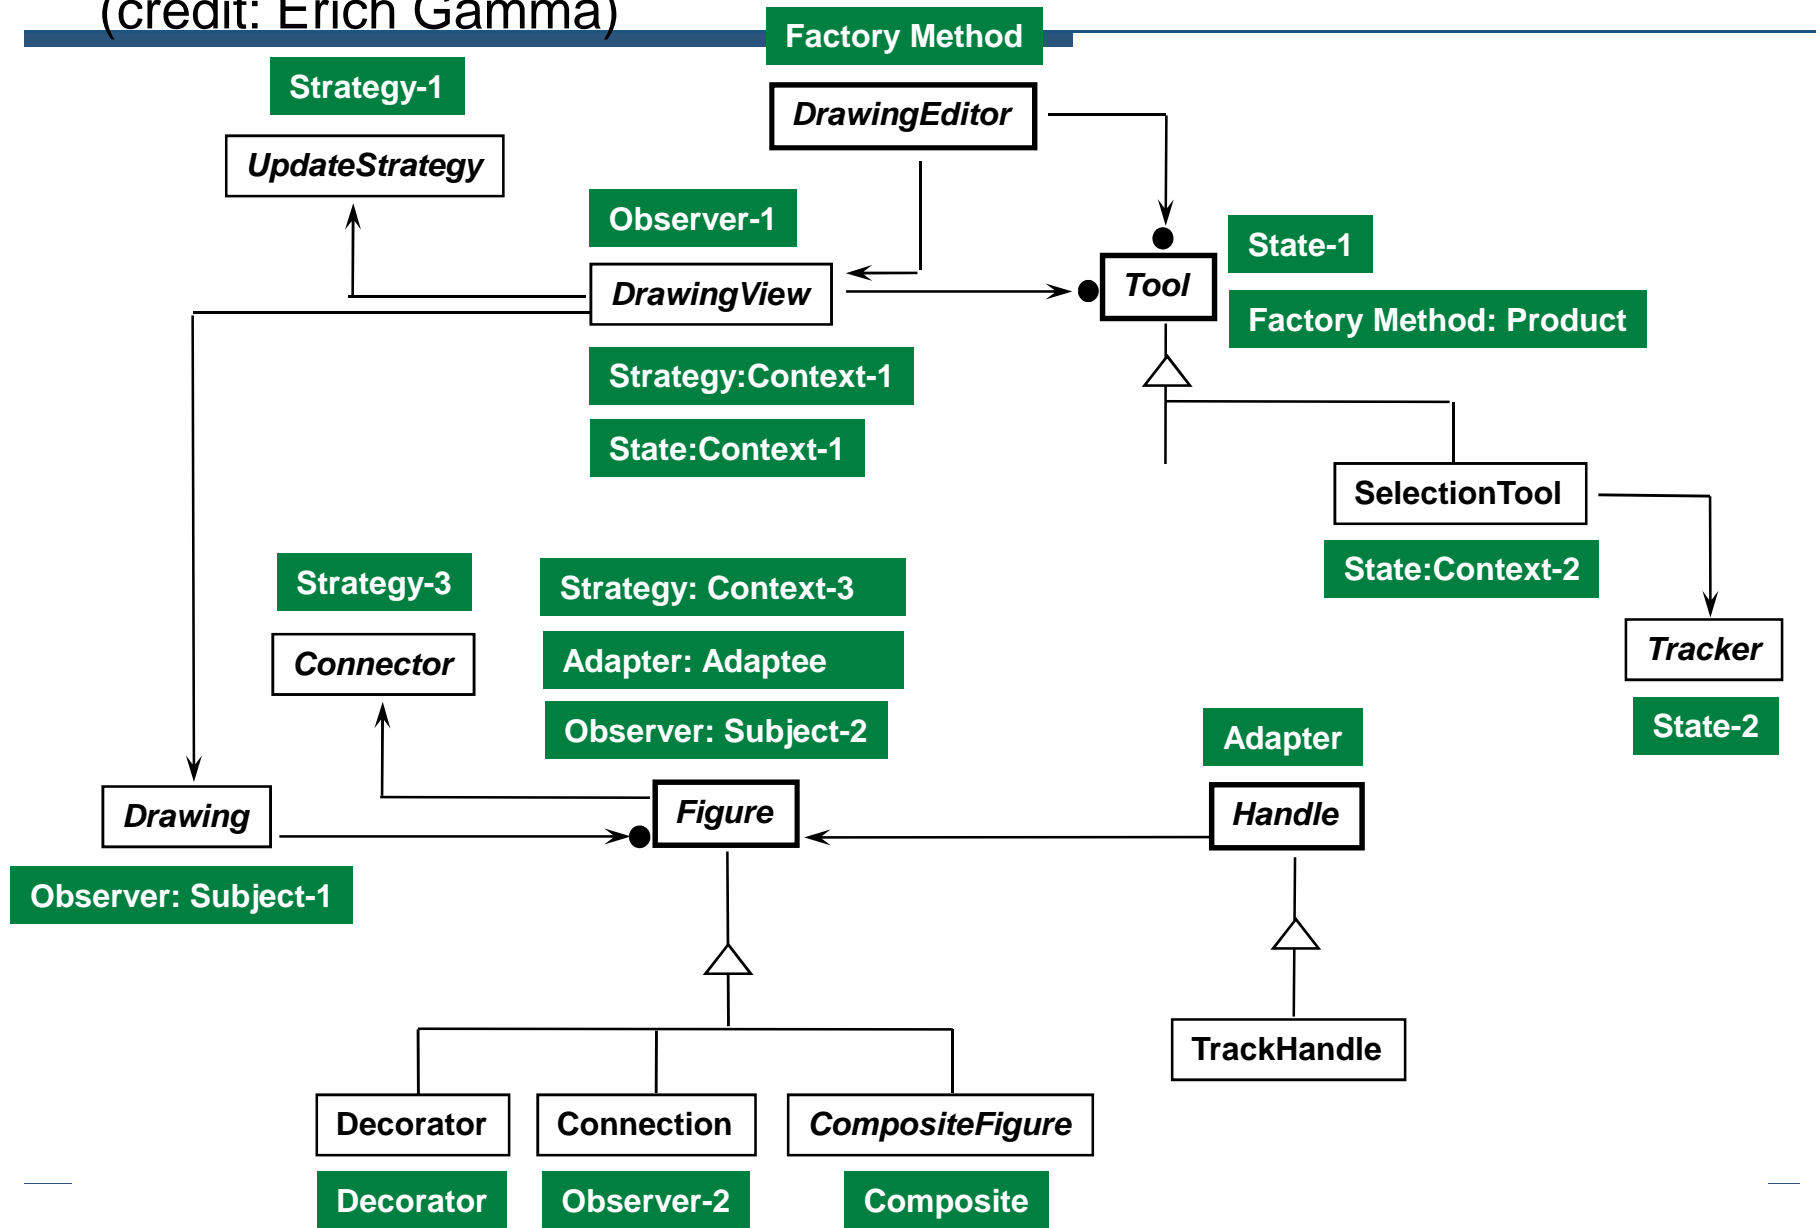 (credit: Erich Gamma)
Factory Method
Strategy-1
DrawingEditor
UpdateStrategy
Observer-1
State-1
DrawingView
Tool
Factory Method: Product
Strategy:Context-1
State:Context-1
SelectionTool
State:Context-2
Strategy-3
Strategy: Context-3
Connector
Adapter: Adaptee
Tracker
Observer: Subject-2
Adapter
State-2
Drawing
Figure
Handle
Observer: Subject-1
TrackHandle
Decorator
Connection
CompositeFigure
Decorator
Observer-2
Composite